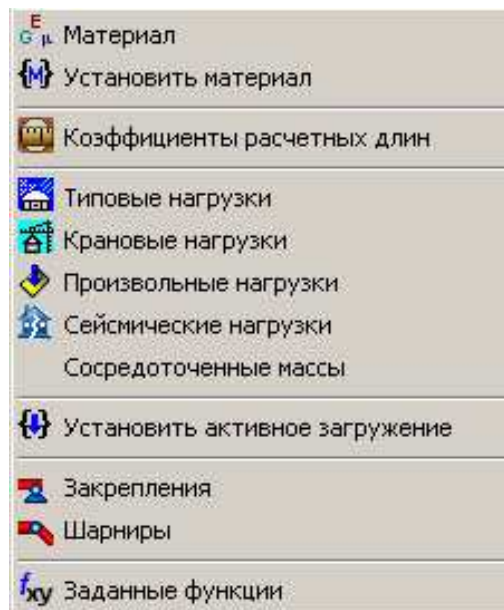 E G μ Материал
{M} Установить материал
Коэффициенты расчетных длин
Типовые нагрузки
Крановые нагрузки
Произвольные нагрузки
Сейсмические нагрузки
Сосредоточенные массы
Установить активное загружение
Закрепления
Шарниры
fxy Заданные функции